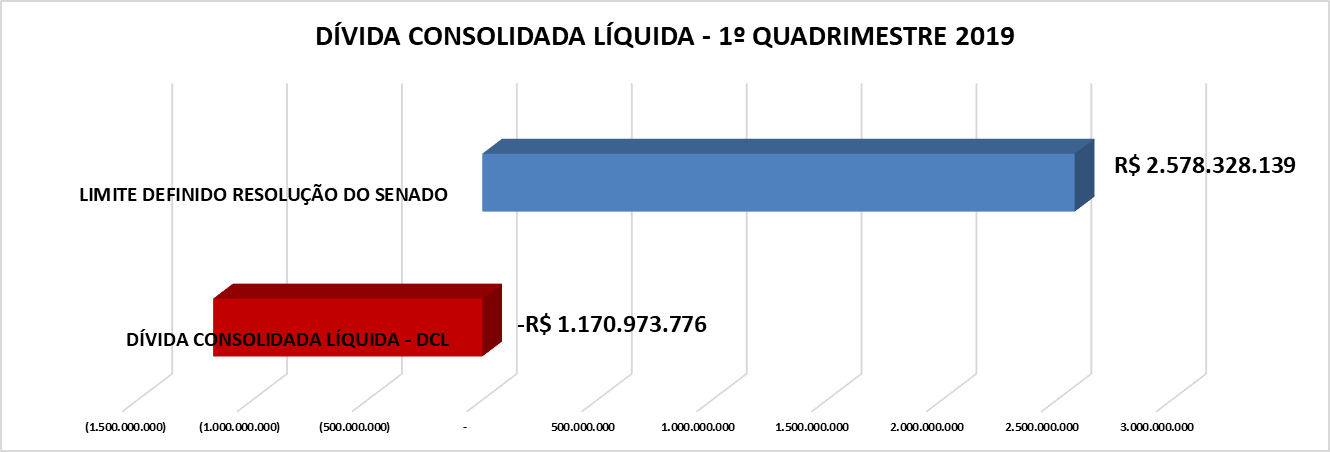 DÍVIDA CONSOLIDADA LÍQUIDA - 1º QUADRIMESTRE 2019
R$ 2.578.328.139
LIMITE DEFINIDO RESOLUÇÃO DO SENADO
-R$ 1.170.973.776
DÍVIDA CONSOLIDADA LÍQUIDA - DCL
(1.500.000.000) (1.000.000.000) (500.000.000) - 500.000.000 1.000.000.000 1.500.000.000 2.000.000.000 2.500.000.000 3.000.000.000